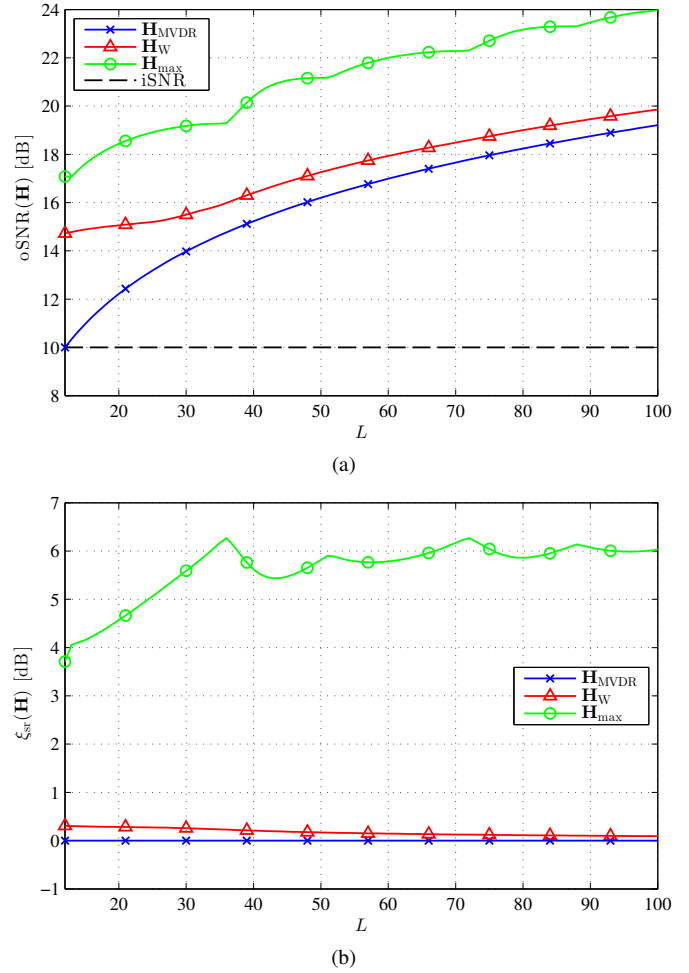 24
22
20
18
16
14
12
10
8
oSNR(H) [dB]
H_MVDR
H_W
H_max
iSNR
20 30 40 50 60 70 80 90 100
L
(a)
7
6
5
4
3
2
1
0
−1
ξ_sr(H) [dB]
H_MVDR
H_W
H_max
20 30 40 50 60 70 80 90 100
L
(b)